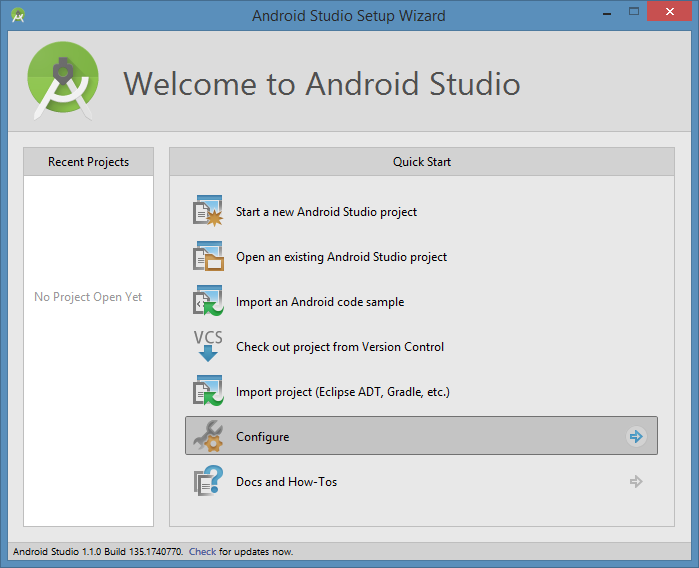 Android Studio Setup Wizard
Welcome to Android Studio
Recent Projects
No Project Open Yet
Quick Start
Start a new Android Studio project
Open an existing Android Studio project
Import an Android code sample
VCS
Check out project from Version Control
Import project (Eclipse ADT, Gradle, etc.)
Configure
Docs and How-Tos
Android Studio 1.1.0 Build 135.1740770. Check for updates now.